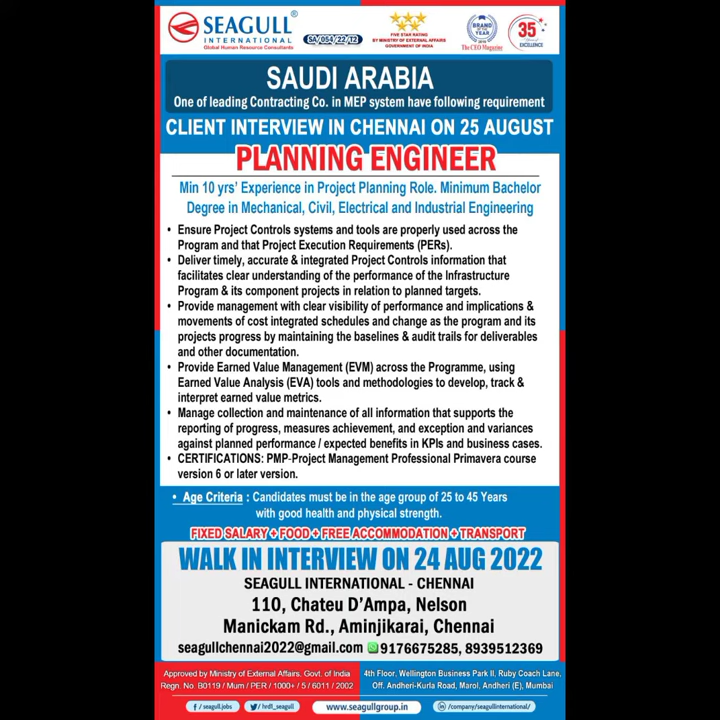 SEAGULL
INTERNATIONAL
Global Human Resource Consultants
SA/054/22/T2
FIVE STAR RATING
BY MINISTRY OF EXTERNAL AFFAIRS
GOVERNMENT OF INDIA
BRAND
OF THE
YEAR
The CEO Magazine
35
EXCELLENCE
SAUDI ARABIA
One of leading Contracting Co. in MEP system have following requirement
CLIENT INTERVIEW IN CHENNAI ON 25 AUGUST
PLANNING ENGINEER
Min 10 yrs' Experience in Project Planning Role. Minimum Bachelor
Degree in Mechanical, Civil, Electrical and Industrial Engineering
• Ensure Project Controls systems and tools are properly used across the
Program and that Project Execution Requirements (PERs).
• Deliver timely, accurate & integrated Project Controls information that
facilitates clear understanding of the performance of the Infrastructure
Program & its component projects in relation to planned targets.
• Provide management with clear visibility of performance and implications &
movements of cost integrated schedules and change as the program and its
projects progress by maintaining the baselines & audit trails for deliverables
and other documentation.
• Provide Earned Value Management (EVM) across the Programme, using
Earned Value Analysis (EVA) tools and methodologies to develop, track &
interpret earned value metrics.
• Manage collection and maintenance of all information that supports the
reporting of progress, measures achievement, and exception and variances
against planned performance / expected benefits in KPIs and business cases.
• CERTIFICATIONS: PMP-Project Management Professional Primavera course
version 6 or later version.
• Age Criteria : Candidates must be in the age group of 25 to 45 Years
with good health and physical strength.
FIXED SALARY + FOOD + FREE ACCOMMODATION + TRANSPORT
WALK IN INTERVIEW ON 24 AUG 2022
SEAGULL INTERNATIONAL - CHENNAI
110, Chateu D'Ampa, Nelson
Manickam Rd., Aminjikarai, Chennai
seagullchennai2022@gmail.com 9176675285, 8939512369
Approved by Ministry of External Affairs. Govt. of India
Regn. No. B0119 / Mum / PER / 1000+ / 5 / 6011 / 2002
4th Floor, Wellington Business Park II, Ruby Coach Lane,
Off. Andheri-Kurla Road, Marol, Andheri (E), Mumbai
f / seagull.jobs
/ hrd1_seagull
www.seagullgroup.in
in /company/seagullinternational/